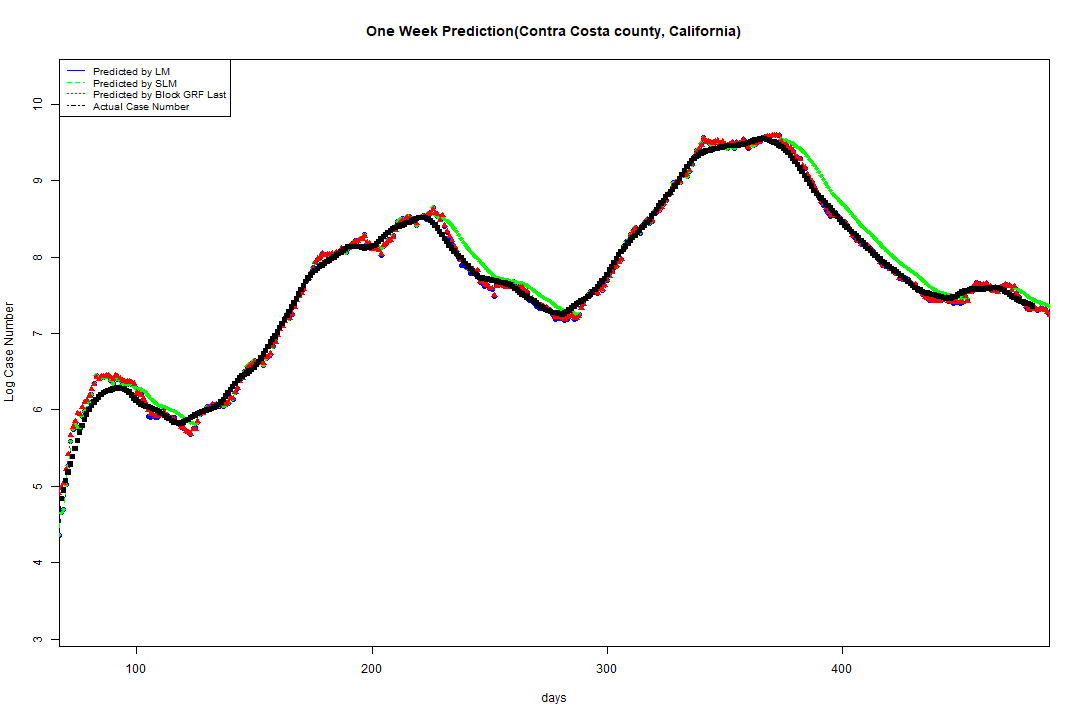 One Week Prediction(Contra Costa county, California)
Predicted by LM
Predicted by SLM
Predicted by Block GRF Last
Actual Case Number
10
9
8
7
6
5
4
3
Log Case Number
100 200 300 400
days